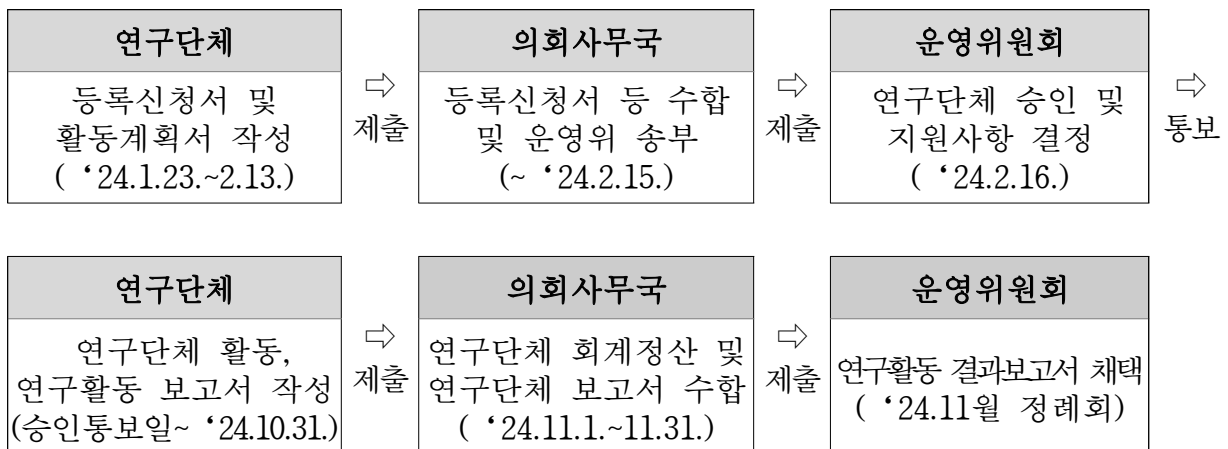 연구단체
등록신청서 및
활동계획서 작성
( ‘24.1.23.~2.13.)
⇨
제출
의회사무국
등록신청서 등 수합
및 운영위 송부
(~ ‘24.2.15.)
⇨
제출
운영위원회
연구단체 승인 및
지원사항 결정
( ‘24.2.16.)
⇨
통보
연구단체
연구단체 활동,
연구활동 보고서 작성
(승인통보일~ ‘24.10.31.)
⇨
제출
의회사무국
연구단체 회계정산 및
연구단체 보고서 수합
( ‘24.11.1.~11.31.)
⇨
제출
운영위원회
연구활동 결과보고서 채택
( ‘24.11월 정례회)